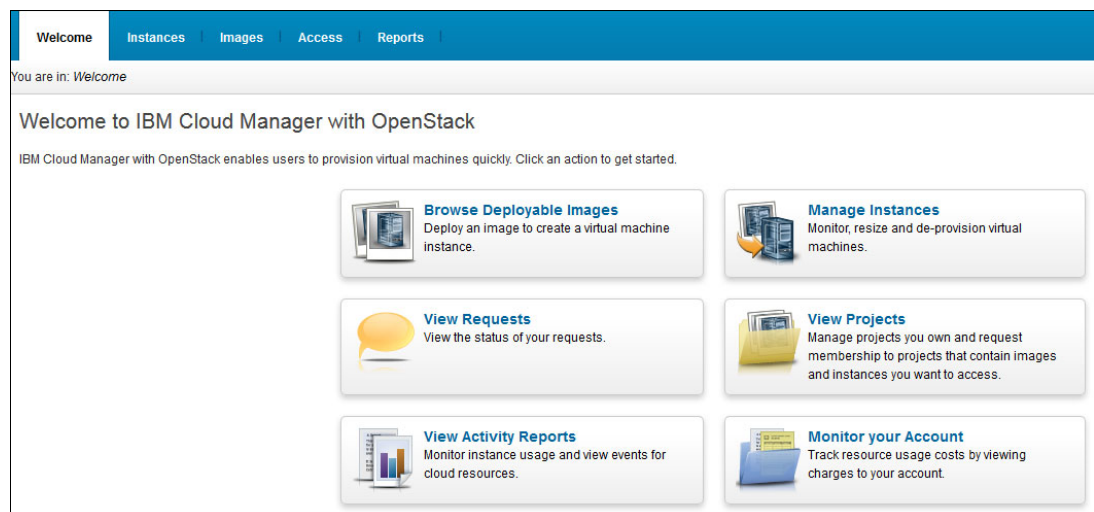 Welcome Instances Images Access Reports
You are in: Welcome
Welcome to IBM Cloud Manager with OpenStack
IBM Cloud Manager with OpenStack enables users to provision virtual machines quickly. Click an action to get started.
Browse Deployable Images
Deploy an image to create a virtual machine
instance.
Manage Instances
Monitor, resize and de-provision virtual
machines.
View Requests
View the status of your requests.
View Projects
Manage projects you own and request
membership to projects that contain images
and instances you want to access.
View Activity Reports
Monitor instance usage and view events for
cloud resources.
Monitor your Account
Track resource usage costs by viewing
charges to your account.